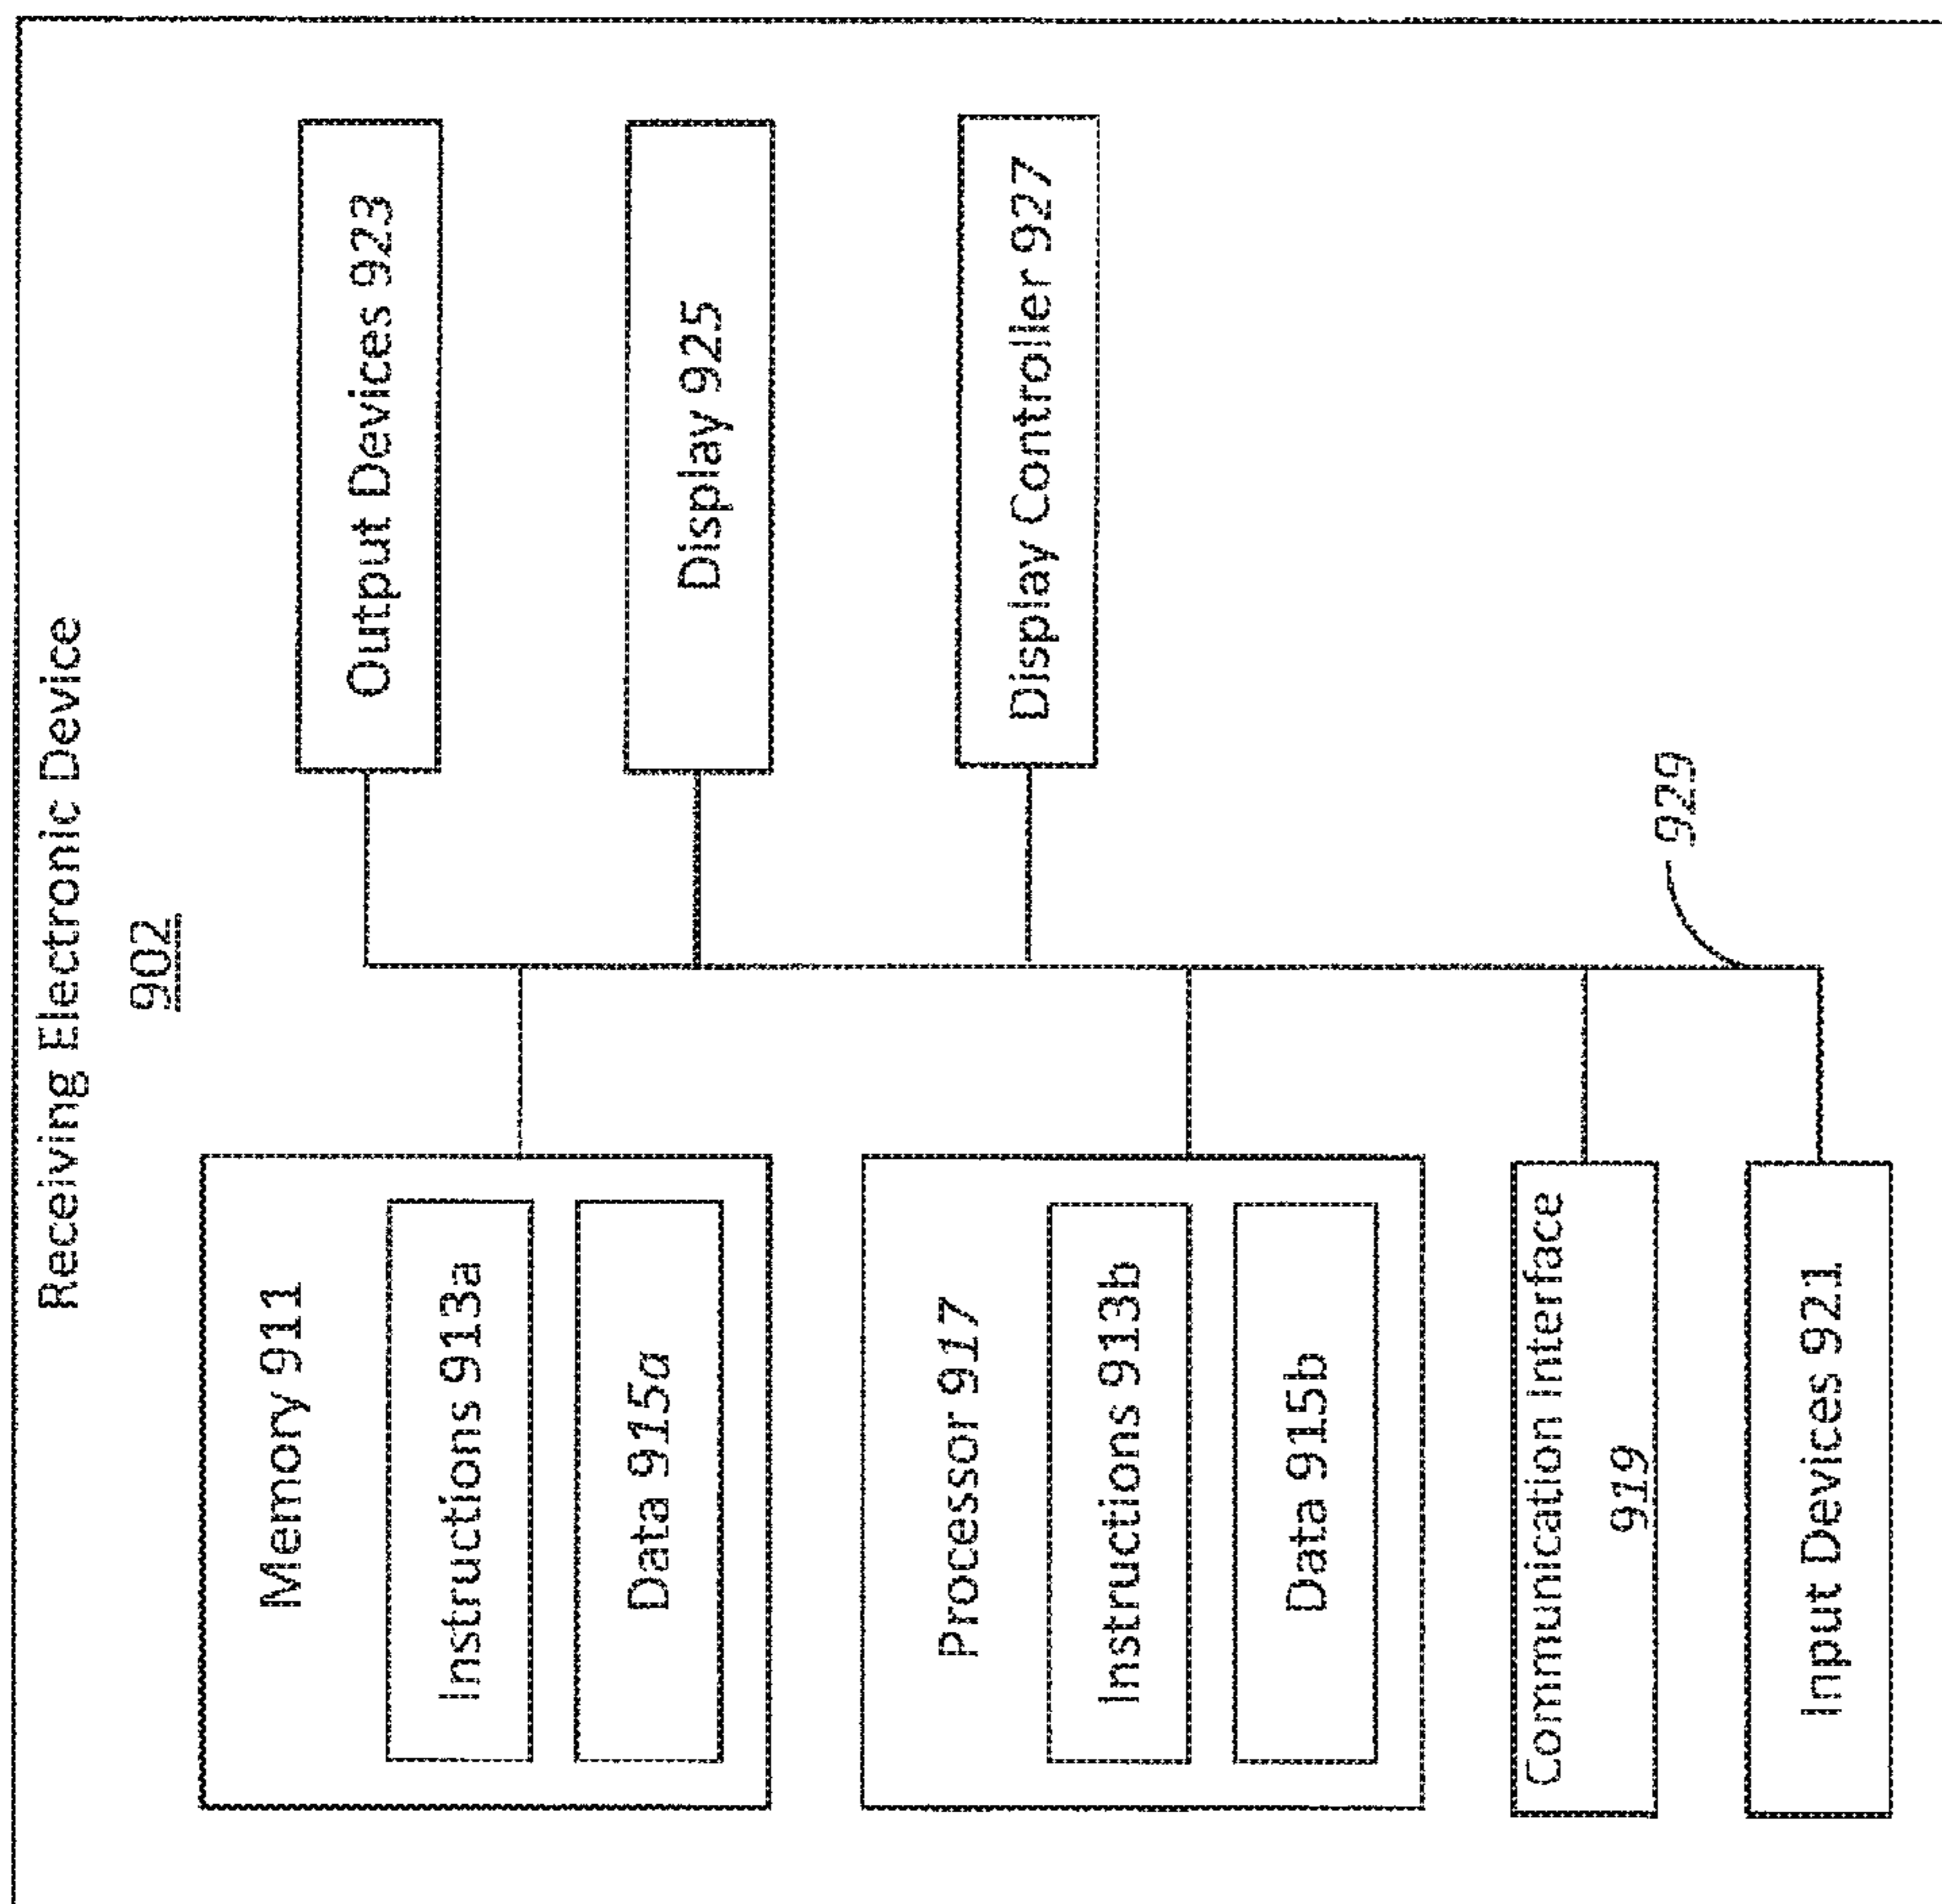 Receiving Electronic Device
902
Memory 911
Instructions 913a
Data 915a
Processor 917
Instructions 913b
Data 915b
Communication Interface
919
Input Devices 921
Output Devices 923
Display 925
Display Controller 927
929